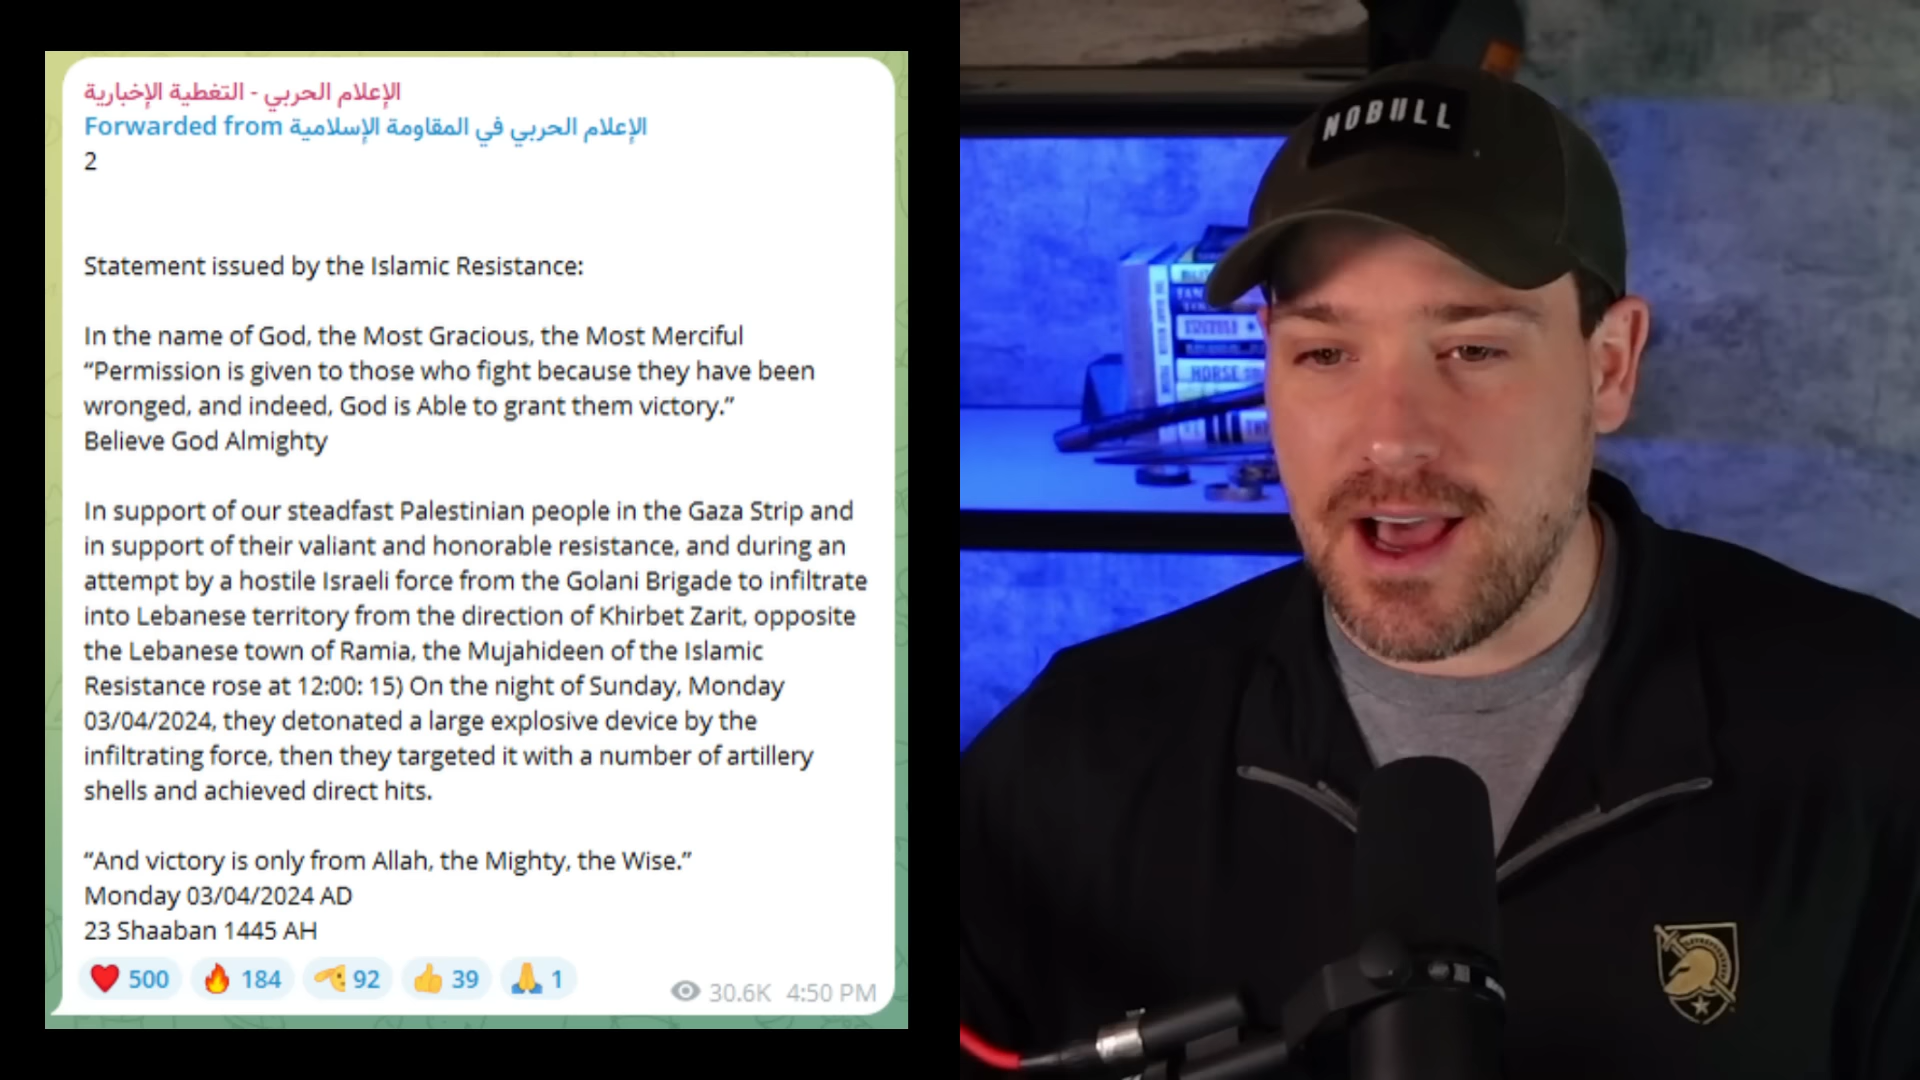 الإعلام الحربي - التغطية الإخبارية
Forwarded from الإعلام الحربي في المقاومة الإسلامية
2
Statement issued by the Islamic Resistance:
In the name of God, the Most Gracious, the Most Merciful
“Permission is given to those who fight because they have been
wronged, and indeed, God is Able to grant them victory.”
Believe God Almighty
In support of our steadfast Palestinian people in the Gaza Strip and
in support of their valiant and honorable resistance, and during an
attempt by a hostile Israeli force from the Golani Brigade to infiltrate
into Lebanese territory from the direction of Khirbet Zarit, opposite
the Lebanese town of Ramia, the Mujahideen of the Islamic
Resistance rose at 12:00: 15) On the night of Sunday, Monday
03/04/2024, they detonated a large explosive device by the
infiltrating force, then they targeted it with a number of artillery
shells and achieved direct hits.
“And victory is only from Allah, the Mighty, the Wise.”
Monday 03/04/2024 AD
23 Shaaban 1445 AH
500 184 92 39 1
30.6K 4:50 PM
NOBULL
HORSE